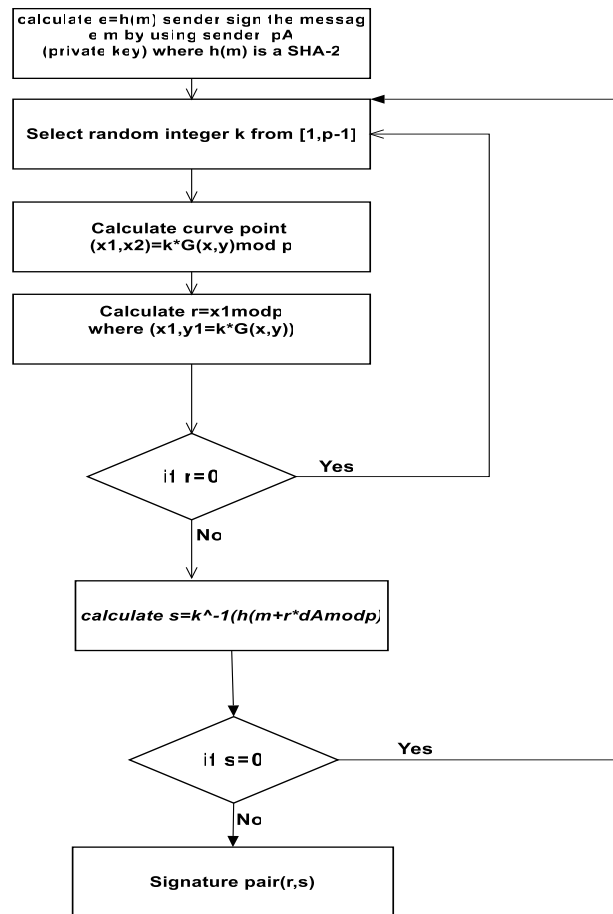 calculate e=h(m) sender sign the messag
e m by using sender pA
(private key) where h(m) is a SHA-2
Select random integer k from [1,p-1]
Calculate curve point
(x1,x2)=k*G(x,y)mod p
Calculate r=x1modp
where (x1,y1=k*G(x,y))
if r=0
Yes
No
calculate s=k^-1(h(m+r*dAmodp)
if s=0
Yes
No
Signature pair(r,s)